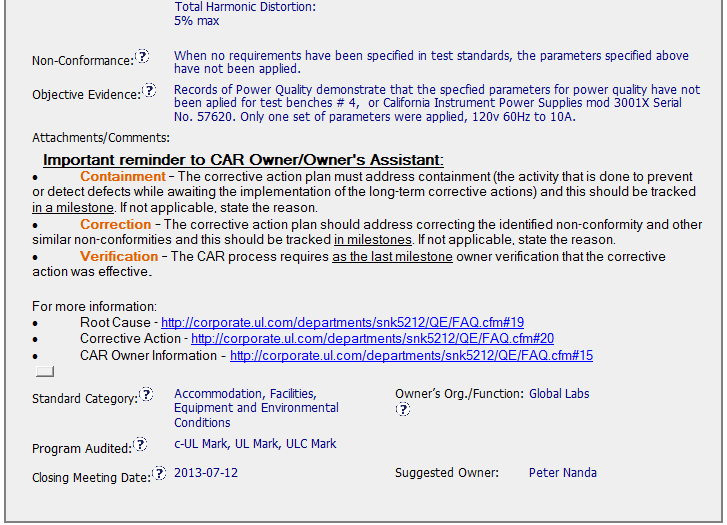 Total Harmonic Distortion:
5% max
Non-Conformance: ? When no requirements have been specified in test standards, the parameters specified above
have not been applied.
Objective Evidence: ? Records of Power Quality demonstrate that the specfied parameters for power quality have not
been aplied for test benches # 4, or California Instrument Power Supplies mod 3001X Serial
No. 57620. Only one set of parameters were applied, 120v 60Hz to 10A.
Attachments/Comments:
Important reminder to CAR Owner/Owner's Assistant:
• Containment – The corrective action plan must address containment (the activity that is done to prevent
or detect defects while awaiting the implementation of the long-term corrective actions) and this should be tracked
in a milestone. If not applicable, state the reason.
• Correction – The corrective action plan should address correcting the identified non-conformity and other
similar non-conformities and this should be tracked in milestones. If not applicable, state the reason.
• Verification – The CAR process requires as the last milestone owner verification that the corrective
action was effective.
For more information:
• Root Cause - http://corporate.ul.com/departments/snk5212/QE/FAQ.cfm#19
• Corrective Action - http://corporate.ul.com/departments/snk5212/QE/FAQ.cfm#20
• CAR Owner Information – http://corporate.ul.com/departments/snk5212/QE/FAQ.cfm#15
Standard Category: ? Accommodation, Facilities, Owner's Org./Function: Global Labs
Equipment and Environmental ?
Conditions
Program Audited: ? c-UL Mark, UL Mark, ULC Mark
Closing Meeting Date: ? 2013-07-12 Suggested Owner: Peter Nanda